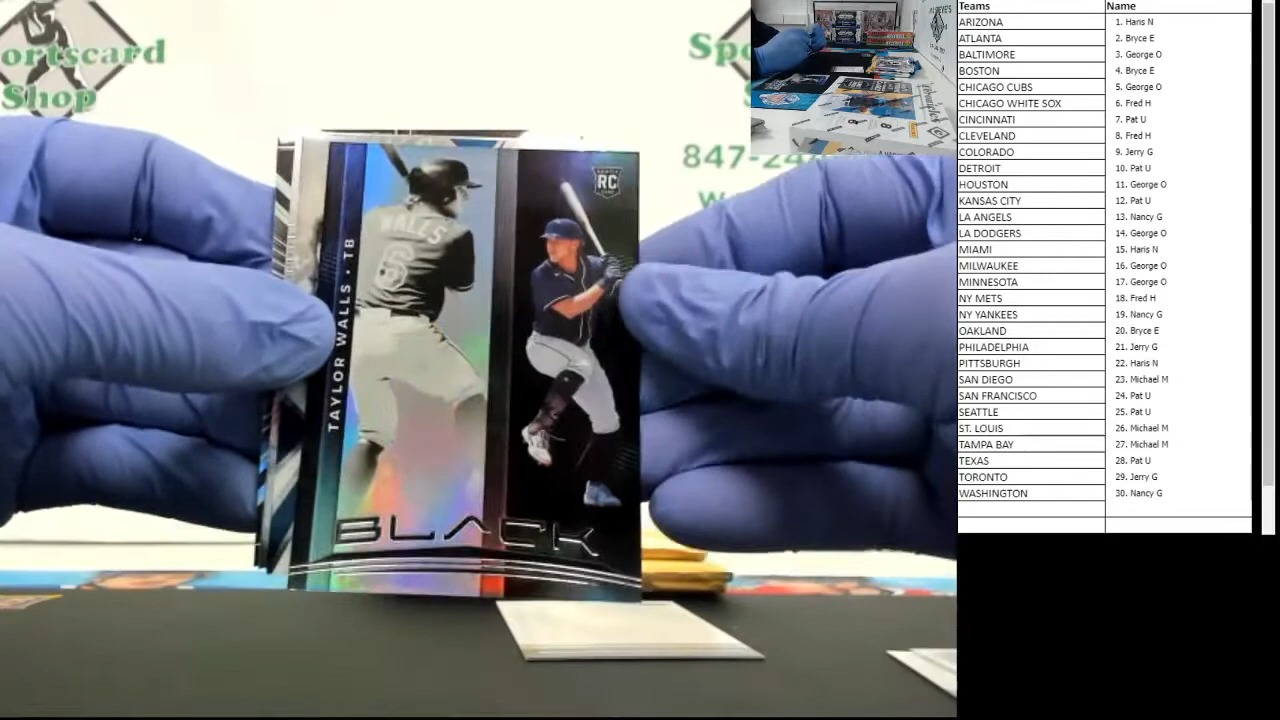 Sp
ortscard
Shop
847-24
RC
TAYLOR WALLS • TB
WALLS
6
BLACK
Teams Name
ARIZONA 1. Haris N
ATLANTA 2. Bryce E
BALTIMORE 3. George O
BOSTON 4. Bryce E
CHICAGO CUBS 5. George O
CHICAGO WHITE SOX 6. Fred H
CINCINNATI 7. Pat U
CLEVELAND 8. Fred H
COLORADO 9. Jerry G
DETROIT 10. Pat U
HOUSTON 11. George O
KANSAS CITY 12. Pat U
LA ANGELS 13. Nancy G
LA DODGERS 14. George O
MIAMI 15. Haris N
MILWAUKEE 16. George O
MINNESOTA 17. George O
NY METS 18. Fred H
NY YANKEES 19. Nancy G
OAKLAND 20. Bryce E
PHILADELPHIA 21. Jerry G
PITTSBURGH 22. Haris N
SAN DIEGO 23. Michael M
SAN FRANCISCO 24. Pat U
SEATTLE 25. Pat U
ST. LOUIS 26. Michael M
TAMPA BAY 27. Michael M
TEXAS 28. Pat U
TORONTO 29. Jerry G
WASHINGTON 30. Nancy G